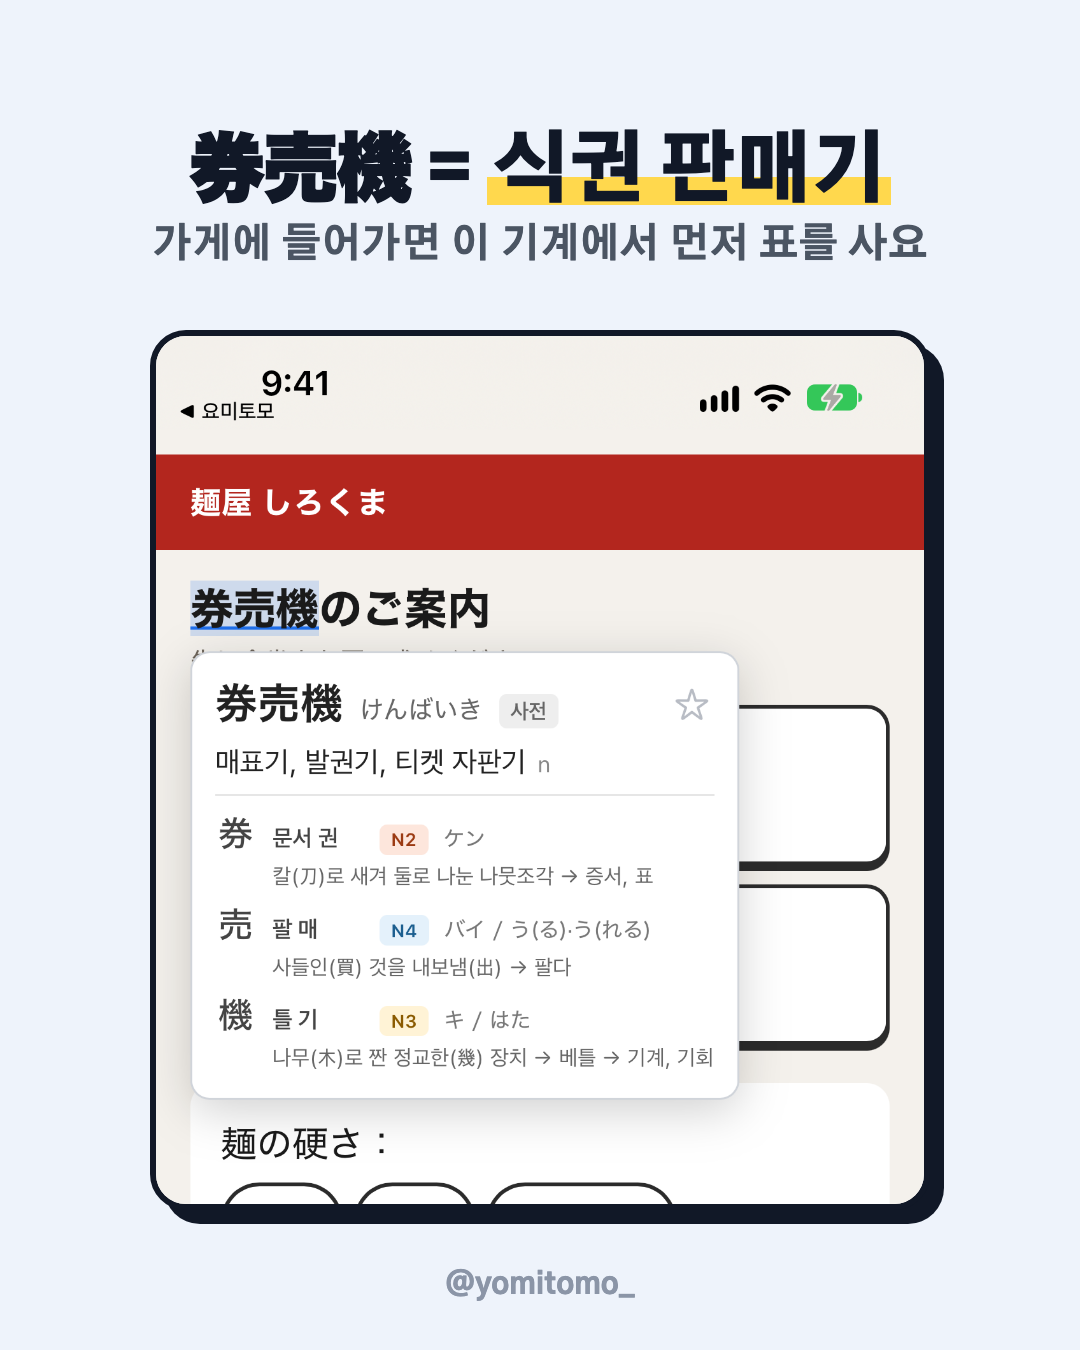 券売機 = 식권 판매기
가게에 들어가면 이 기계에서 먼저 표를 사요
9:41
◀ 요미토모
麺屋 しろくま
券売機のご案内
券売機 けんばいき 사전
매표기, 발권기, 티켓 자판기 n
券 문서 권 N2 ケン
칼(刀)로 새겨 둘로 나눈 나뭇조각 → 증서, 표
売 팔 매 N4 バイ / う(る)·う(れる)
사들인(買) 것을 내보냄(出) → 팔다
機 틀 기 N3 キ / はた
나무(木)로 짠 정교한(幾) 장치 → 베틀 → 기계, 기회
麺の硬さ：
@yomitomo_